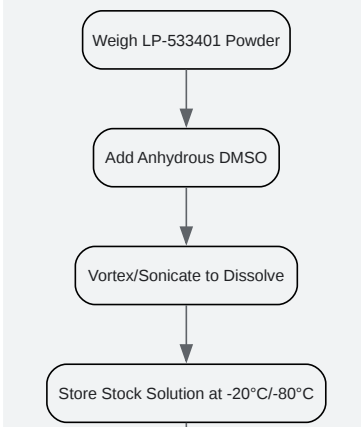 Weigh LP-533401 Powder
Add Anhydrous DMSO
Vortex/Sonicate to Dissolve
Store Stock Solution at -20°C/-80°C